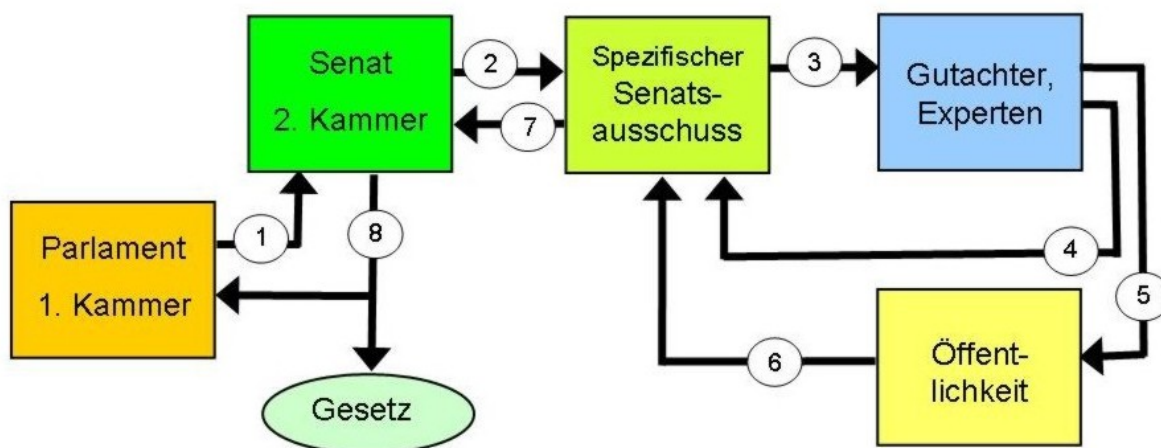 Senat
2. Kammer
2
7
Spezifischer
Senats-
ausschuss
3
Gutachter,
Experten
Parlament
1. Kammer
1
8
4
5
6
Öffent-
lichkeit
Gesetz